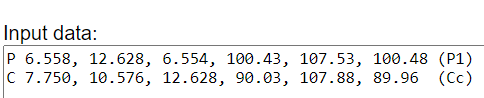 Input data:
P 6.558, 12.628, 6.554, 100.43, 107.53, 100.48 (P1)
C 7.750, 10.576, 12.628, 90.03, 107.88, 89.96  (Cc)